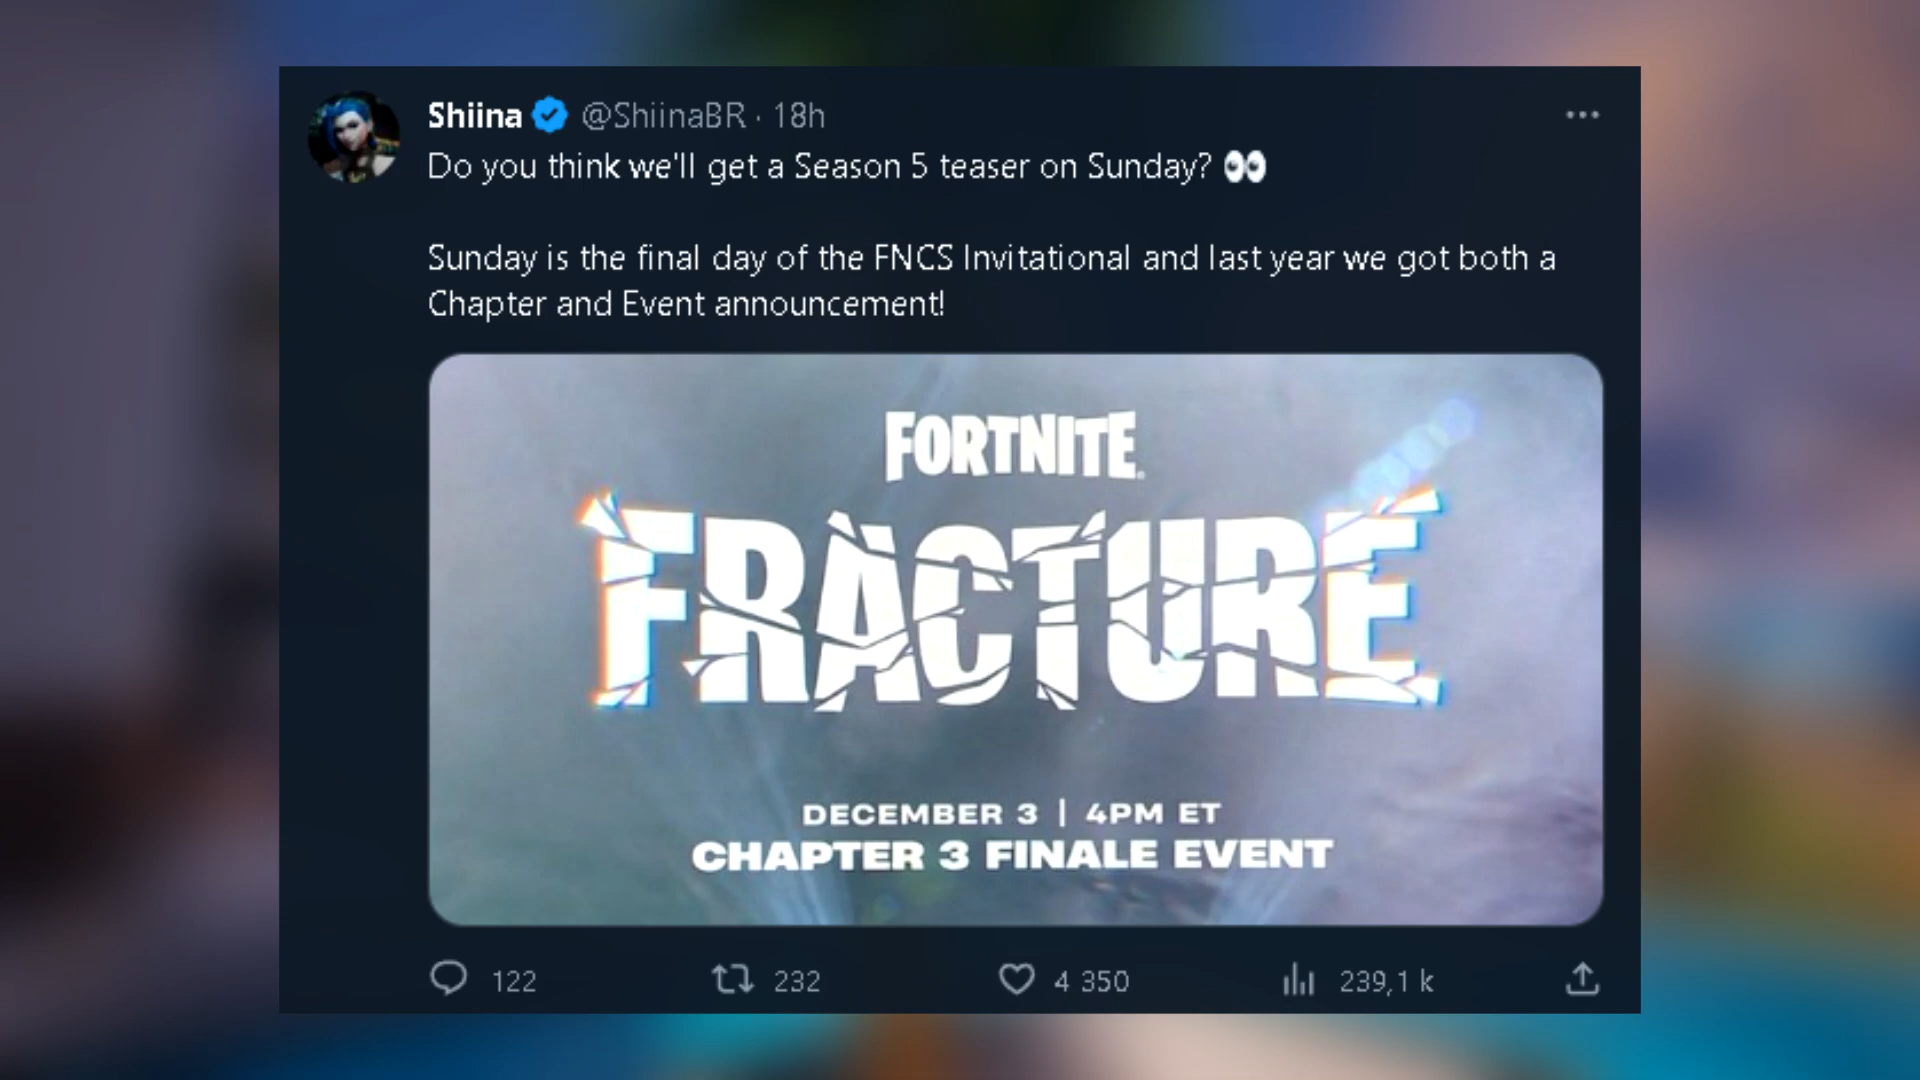 Shiina @ShiinaBR · 18h
Do you think we'll get a Season 5 teaser on Sunday? 👀
Sunday is the final day of the FNCS Invitational and last year we got both a
Chapter and Event announcement!
FORTNITE
FRACTURE
DECEMBER 3 | 4PM ET
CHAPTER 3 FINALE EVENT
122 232 4 350 239,1 k